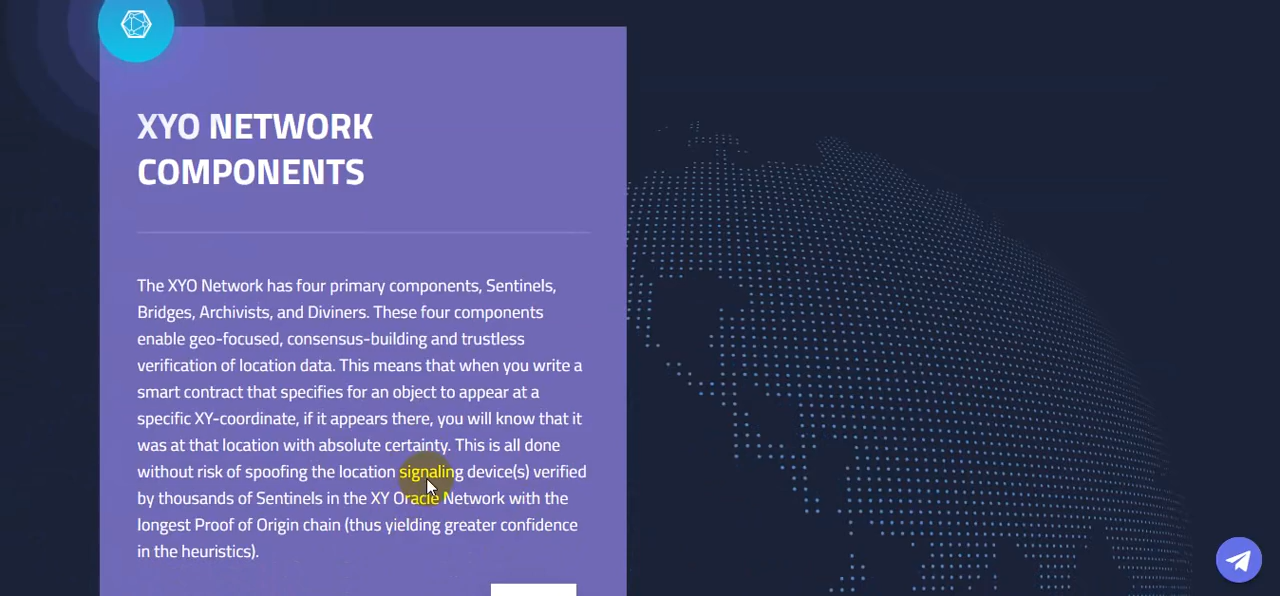 XYO NETWORK
COMPONENTS
The XYO Network has four primary components, Sentinels,
Bridges, Archivists, and Diviners. These four components
enable geo-focused, consensus-building and trustless
verification of location data. This means that when you write a
smart contract that specifies for an object to appear at a
specific XY-coordinate, if it appears there, you will know that it
was at that location with absolute certainty. This is all done
without risk of spoofing the location signaling device(s) verified
by thousands of Sentinels in the XY Oracle Network with the
longest Proof of Origin chain (thus yielding greater confidence
in the heuristics).